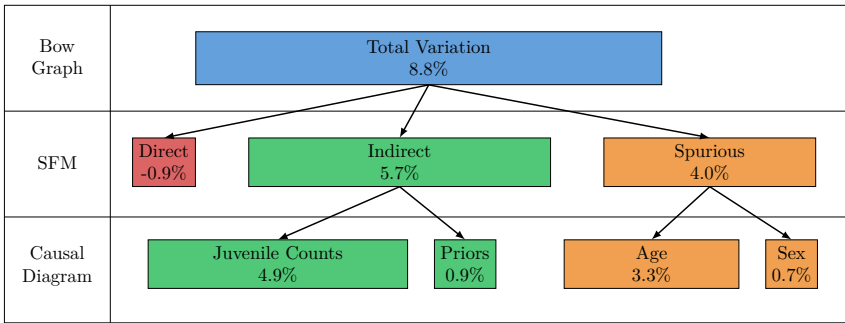 Bow
Graph
Total Variation
8.8%
SFM
Direct
-0.9%
Indirect
5.7%
Spurious
4.0%
Causal
Diagram
Juvenile Counts
4.9%
Priors
0.9%
Age
3.3%
Sex
0.7%